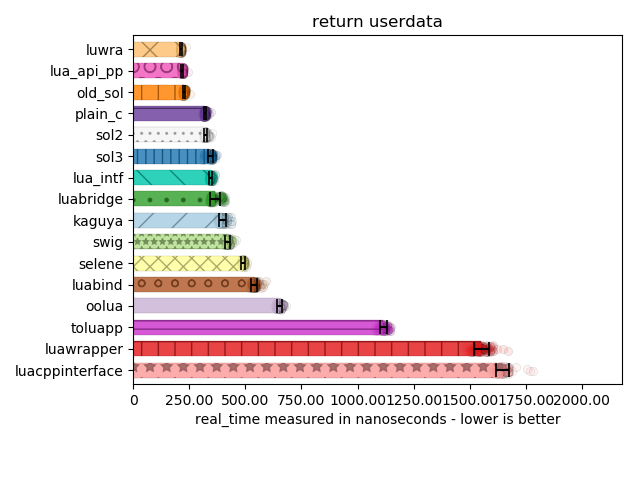 return userdata
luwra
lua_api_pp
old_sol
plain_c
sol2
sol3
lua_intf
luabridge
kaguya
swig
selene
luabind
oolua
toluapp
luawrapper
luacppinterface
0 250.00 500.00 750.00 1000.00 1250.00 1500.00 1750.00 2000.00
real_time measured in nanoseconds - lower is better